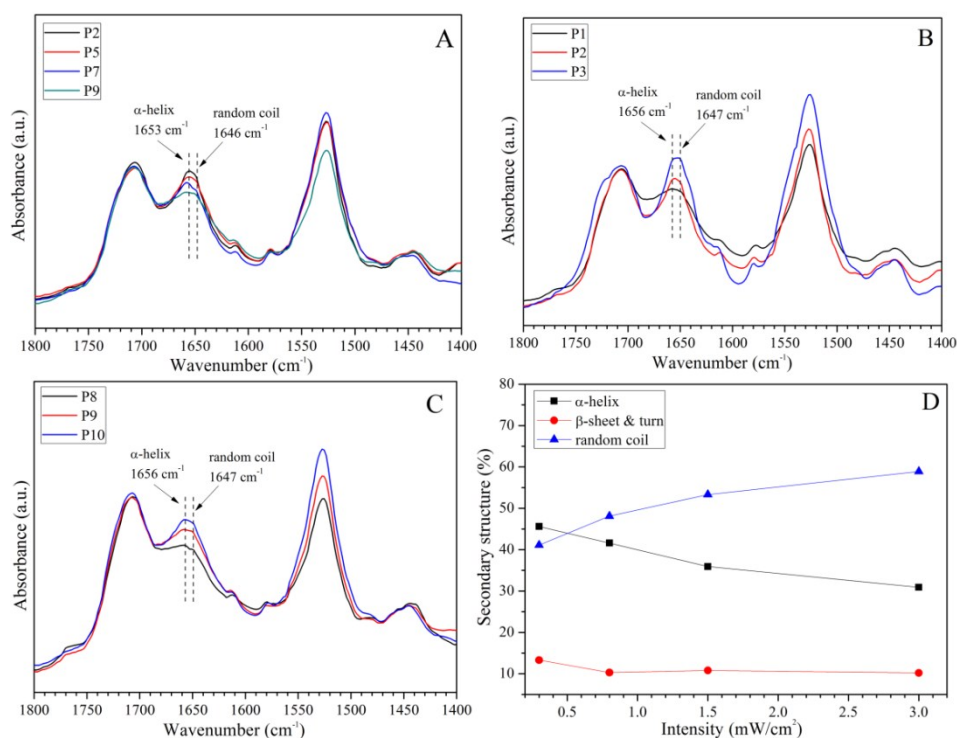 P2
P5
P7
P9
A
α-helix
1653 cm⁻¹
random coil
1646 cm⁻¹
Absorbance (a.u.)
1800 1750 1700 1650 1600 1550 1500 1450 1400
Wavenumber (cm⁻¹)
P1
P2
P3
B
α-helix
1656 cm⁻¹
random coil
1647 cm⁻¹
Absorbance (a.u.)
1800 1750 1700 1650 1600 1550 1500 1450 1400
Wavenumber (cm⁻¹)
P8
P9
P10
C
α-helix
1656 cm⁻¹
random coil
1647 cm⁻¹
Absorbance (a.u.)
1800 1750 1700 1650 1600 1550 1500 1450 1400
Wavenumber (cm⁻¹)
α-helix
β-sheet & turn
random coil
D
Secondary structure (%)
80
70
60
50
40
30
20
10
0.5 1.0 1.5 2.0 2.5 3.0
Intensity (mW/cm²)